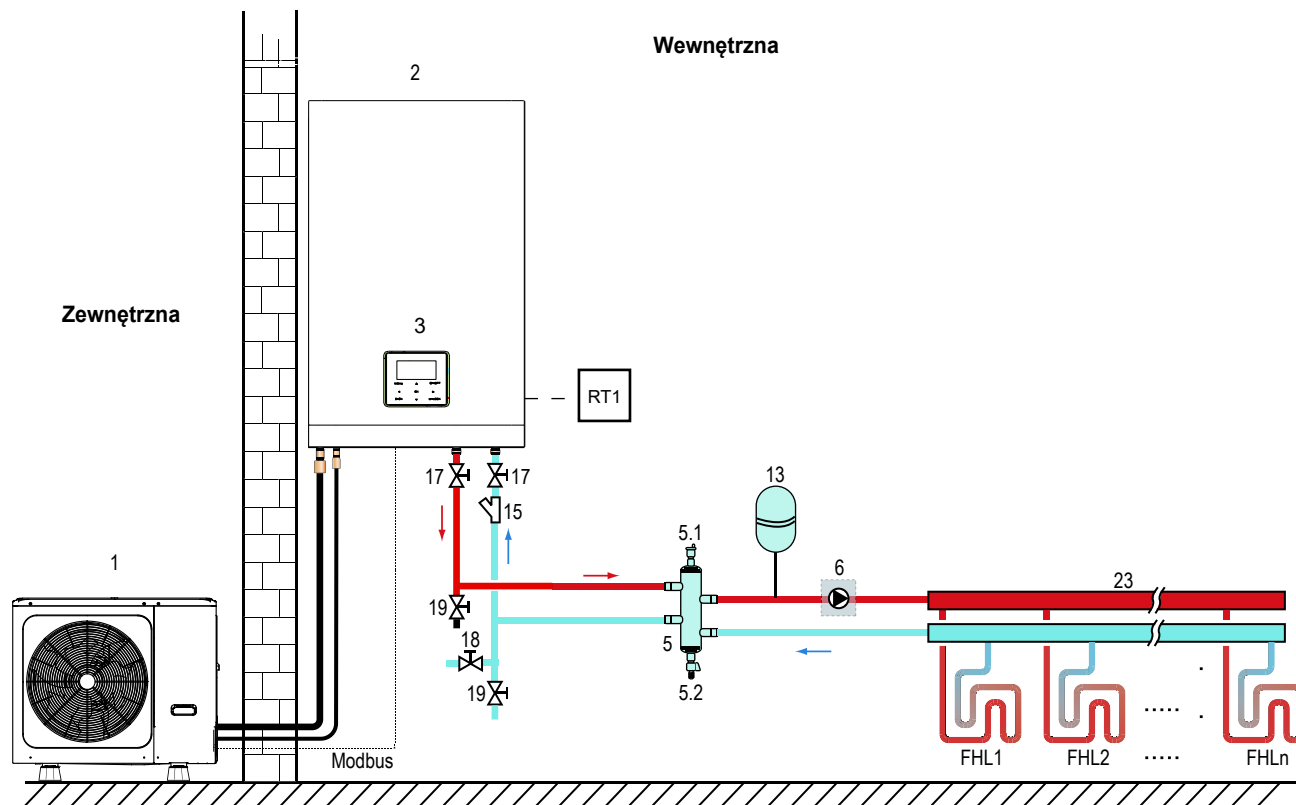 Wewnętrzna
2
Zewnętrzna
3
RT1
17
17
15
13
5.1
6
23
1
19
18
5
19
5.2
Modbus
FHL1
FHL2
.....
.....
.
.
FHLn